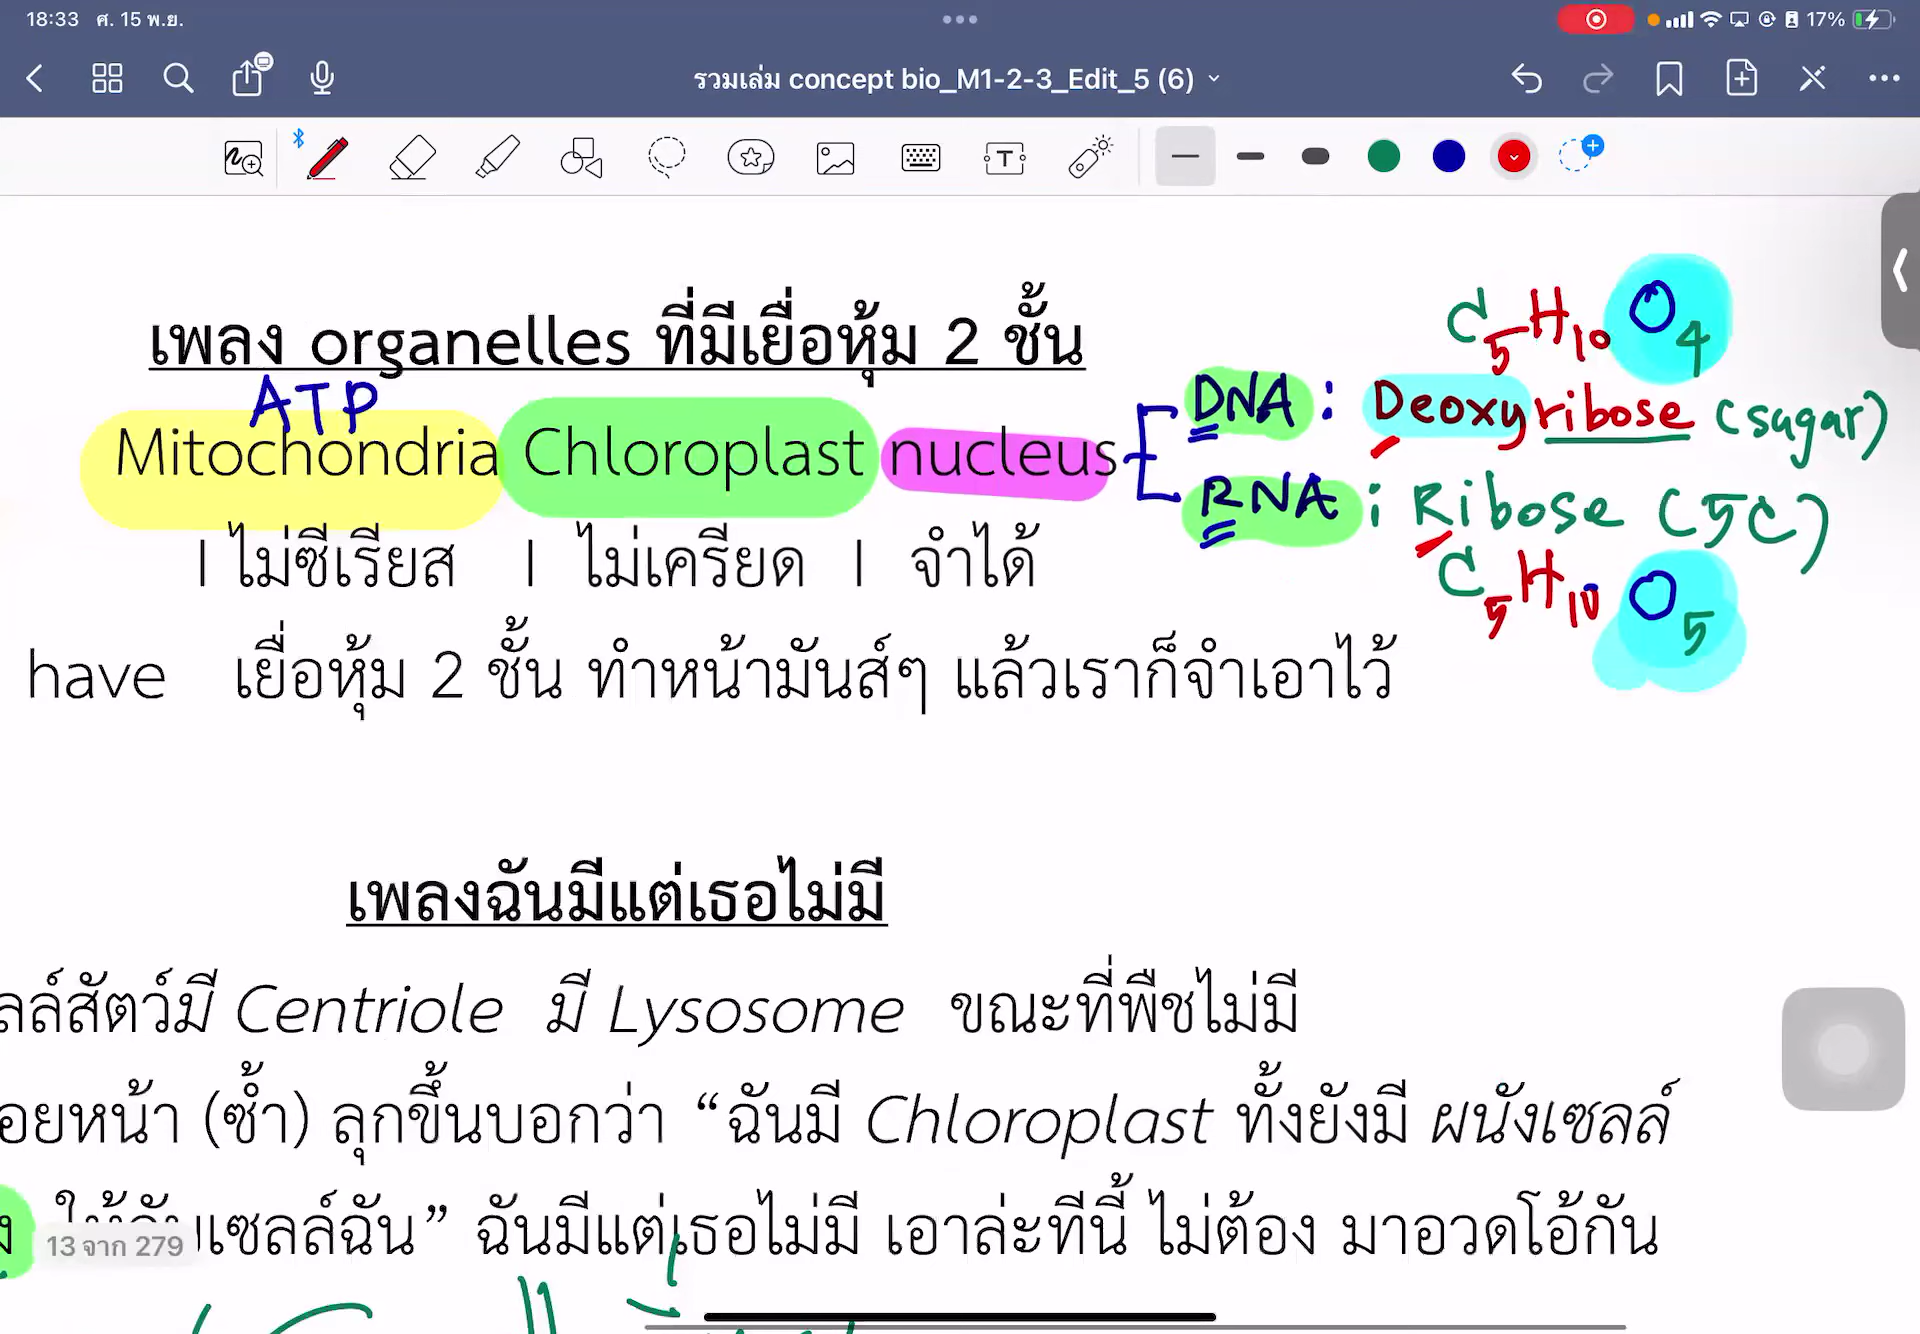 18:33 ศ. 15 พ.ย.
17%
รวมเล่ม concept bio_M1-2-3_Edit_5 (6)
เพลง organelles ที่มีเยื่อหุ้ม 2 ชั้น
C5H10O4
ATP
DNA : Deoxyribose (sugar)
Mitochondria Chloroplast nucleus
RNA : Ribose (5C)
I ไม่ซีเรียส I ไม่เครียด I จำได้
C5H10O5
have เยื่อหุ้ม 2 ชั้น ทำหน้ามันส์ๆ แล้วเราก็จำเอาไว้
เพลงฉันมีแต่เธอไม่มี
ลล์สัตว์มี Centriole มี Lysosome ขณะที่พืชไม่มี
อยหน้า (ซ้ำ) ลุกขึ้นบอกว่า “ฉันมี Chloroplast ทั้งยังมี ผนังเซลล์
ง ให้กับเซลล์ฉัน” ฉันมีแต่เธอไม่มี เอาล่ะทีนี้ ไม่ต้อง มาอวดโอ้กัน
13 จาก 279